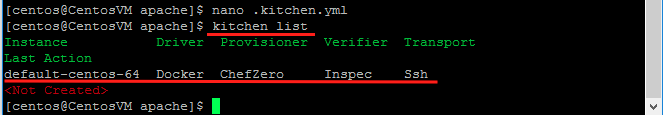 [centos@CentosVM apache]$ nano .kitchen.yml
[centos@CentosVM apache]$ kitchen list
Instance Driver Provisioner Verifier Transport
Last Action
default-centos-64 Docker ChefZero Inspec Ssh
<Not Created>
[centos@CentosVM apache]$